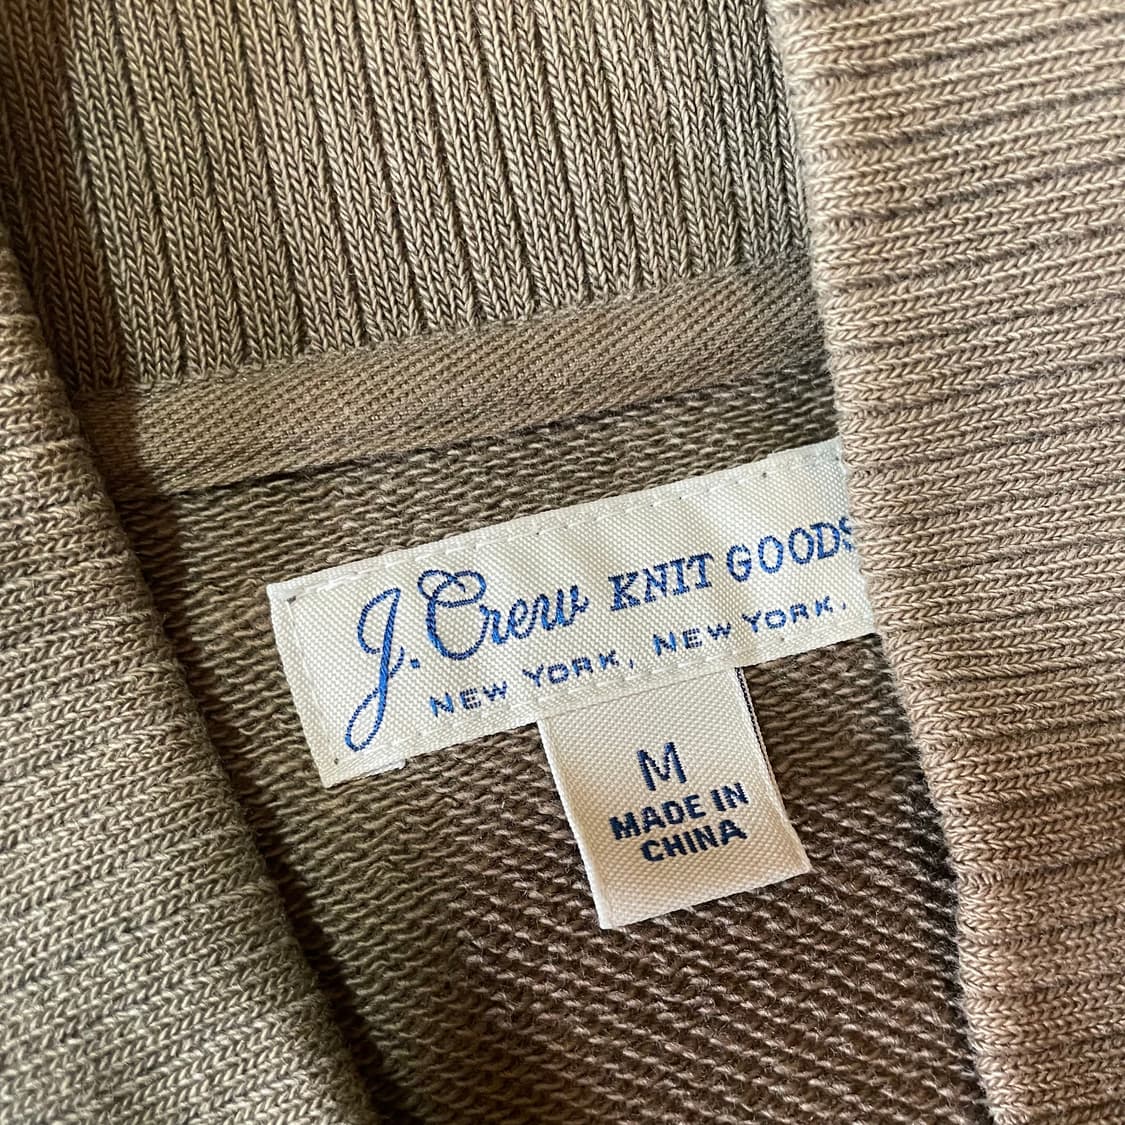 J. Crew KNIT GOODS
NEW YORK, NEW YORK.
M
MADE IN
CHINA